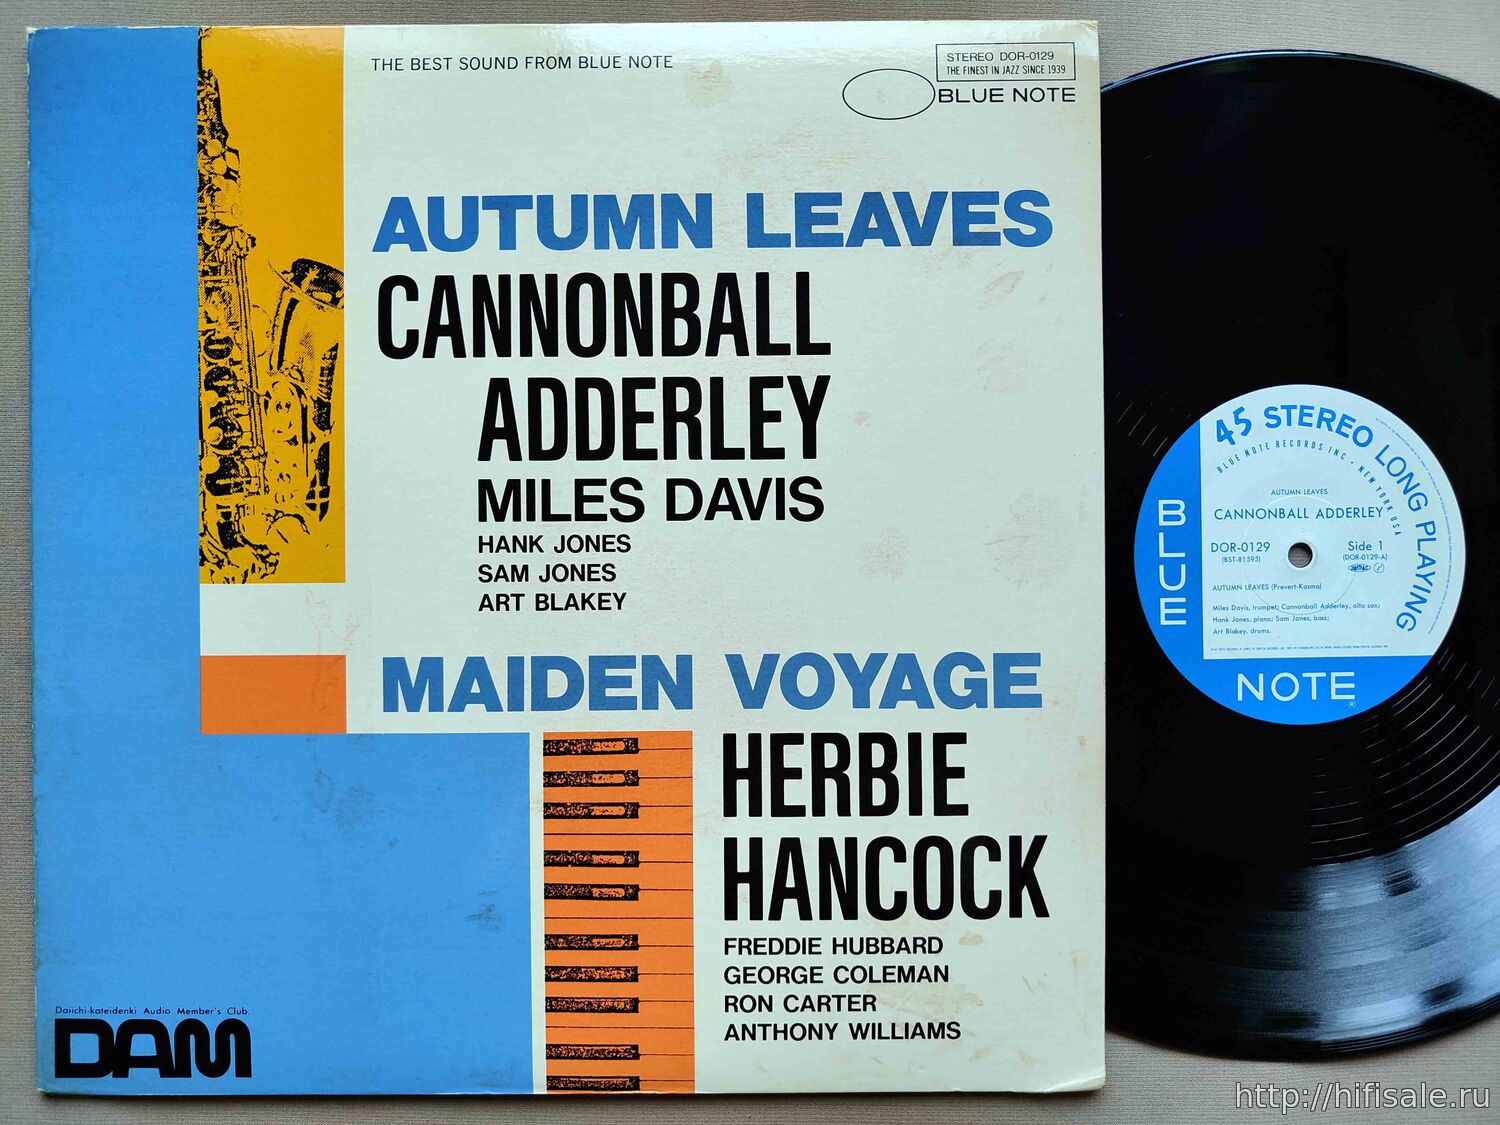 THE BEST SOUND FROM BLUE NOTE
STEREO DOR-0129
THE FINEST IN JAZZ SINCE 1939
BLUE NOTE
AUTUMN LEAVES
CANNONBALL
ADDERLEY
MILES DAVIS
HANK JONES
SAM JONES
ART BLAKEY
MAIDEN VOYAGE
HERBIE
HANCOCK
FREDDIE HUBBARD
GEORGE COLEMAN
RON CARTER
ANTHONY WILLIAMS
Daiichi-kateidenki Audio Member's Club.
DAM
45 STEREO LONG PLAYING
BLUE NOTE RECORDS INC · NEW YORK USA
AUTUMN LEAVES
CANNONBALL ADDERLEY
DOR-0129
(BST-81595)
Side 1
(DOR-0129-A)
AUTUMN LEAVES (Prevert-Kosma)
Miles Davis, trumpet; Cannonball Adderley, alto sax;
Hank Jones, piano; Sam Jones, bass;
Art Blakey, drums.
BLUE
NOTE
http://hifisale.ru